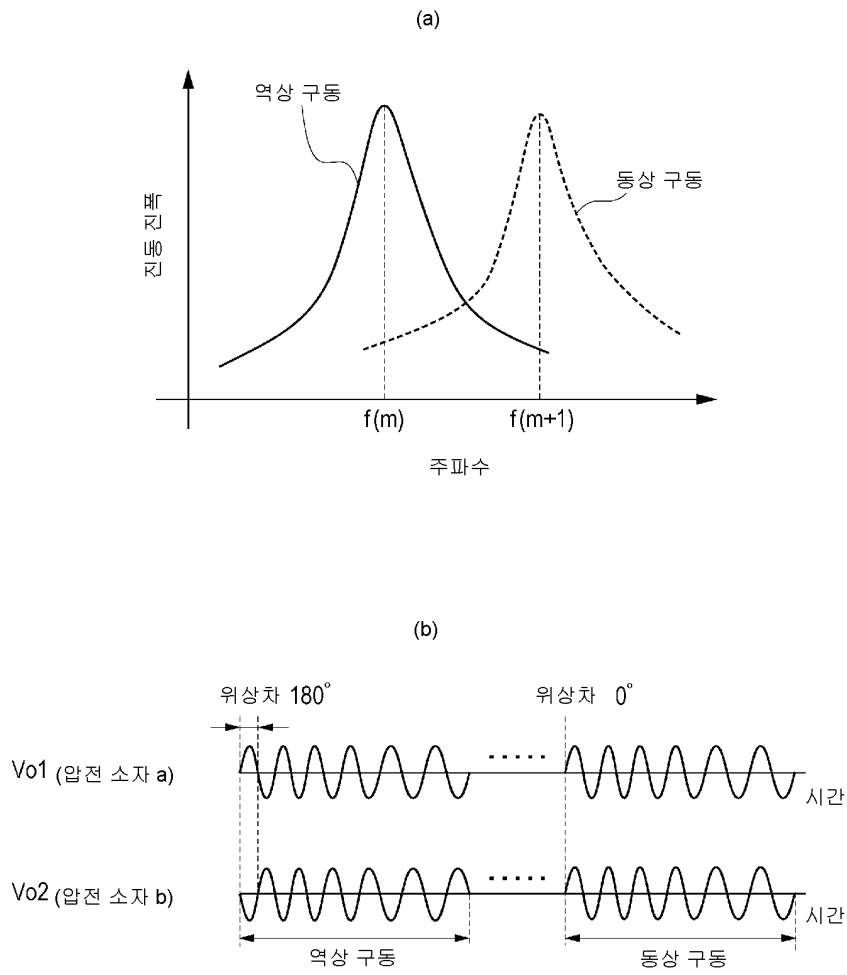 (a)
역상 구동
동상 구동
진동 진폭
f(m)
f(m+1)
주파수
(b)
위상차 180°
위상차 0°
Vo1 (압전 소자 a)
시간
Vo2 (압전 소자 b)
시간
역상 구동
동상 구동